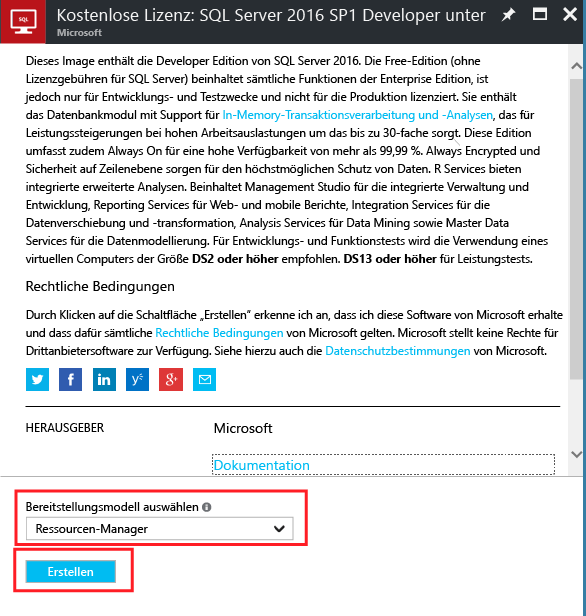 SQL
Kostenlose Lizenz: SQL Server 2016 SP1 Developer unter
Microsoft
Dieses Image enthält die Developer Edition von SQL Server 2016. Die Free-Edition (ohne
Lizenzgebühren für SQL Server) beinhaltet sämtliche Funktionen der Enterprise Edition, ist
jedoch nur für Entwicklungs- und Testzwecke und nicht für die Produktion lizenziert. Sie enthält
das Datenbankmodul mit Support für In-Memory-Transaktionsverarbeitung und -Analysen, das für
Leistungssteigerungen bei hohen Arbeitsauslastungen um das bis zu 30-fache sorgt. Diese Edition
umfasst zudem Always On für eine hohe Verfügbarkeit von mehr als 99,99 %. Always Encrypted und
Sicherheit auf Zeilenebene sorgen für den höchstmöglichen Schutz von Daten. R Services bieten
integrierte erweiterte Analysen. Beinhaltet Management Studio für die integrierte Verwaltung und
Entwicklung, Reporting Services für Web- und mobile Berichte, Integration Services für die
Datenverschiebung und -transformation, Analysis Services für Data Mining sowie Master Data
Services für die Datenmodellierung. Für Entwicklungs- und Funktionstests wird die Verwendung eines
virtuellen Computers der Größe DS2 oder höher empfohlen. DS13 oder höher für Leistungstests.
Rechtliche Bedingungen
Durch Klicken auf die Schaltfläche „Erstellen“ erkenne ich an, dass ich diese Software von Microsoft erhalte
und dass dafür sämtliche Rechtliche Bedingungen von Microsoft gelten. Microsoft stellt keine Rechte für
Drittanbietersoftware zur Verfügung. Siehe hierzu auch die Datenschutzbestimmungen von Microsoft.
HERAUSGEBER Microsoft
Dokumentation
Bereitstellungsmodell auswählen
Ressourcen-Manager
Erstellen